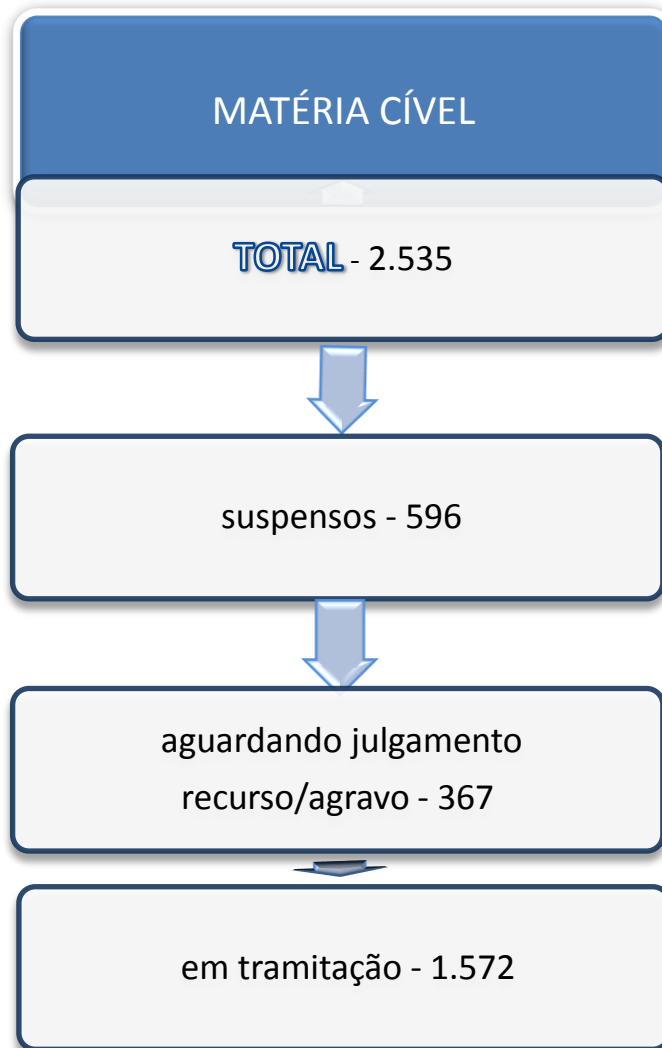 MATÉRIA CÍVEL
TOTAL - 2.535
suspensos - 596
aguardando julgamento
recurso/agravo - 367
em tramitação - 1.572